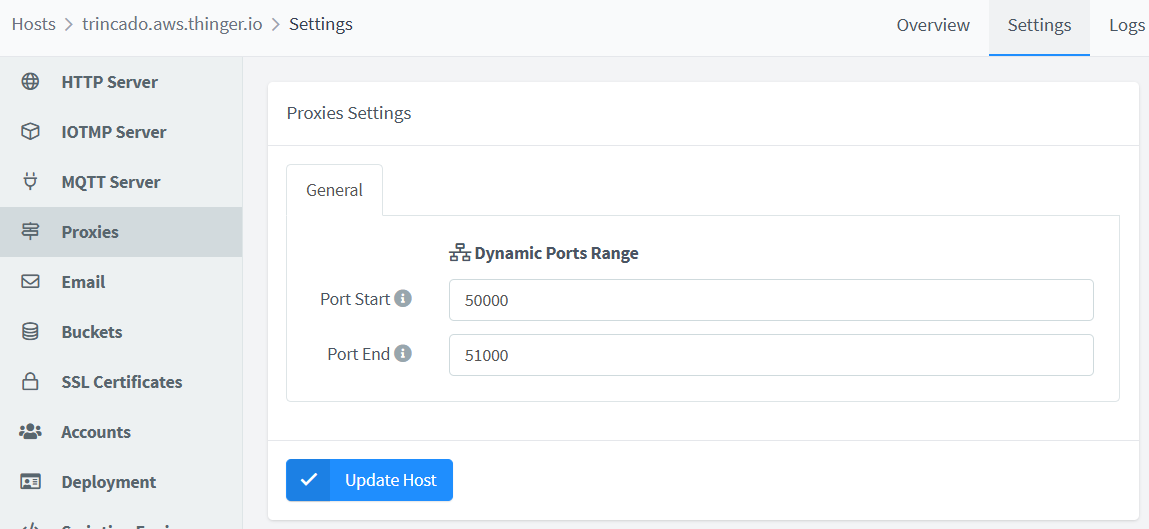 Hosts > trincado.aws.thinger.io > Settings
Overview
Settings
Logs
HTTP Server
IOTMP Server
MQTT Server
Proxies
Email
Buckets
SSL Certificates
Accounts
Deployment
Proxies Settings
General
Dynamic Ports Range
Port Start
50000
Port End
51000
Update Host